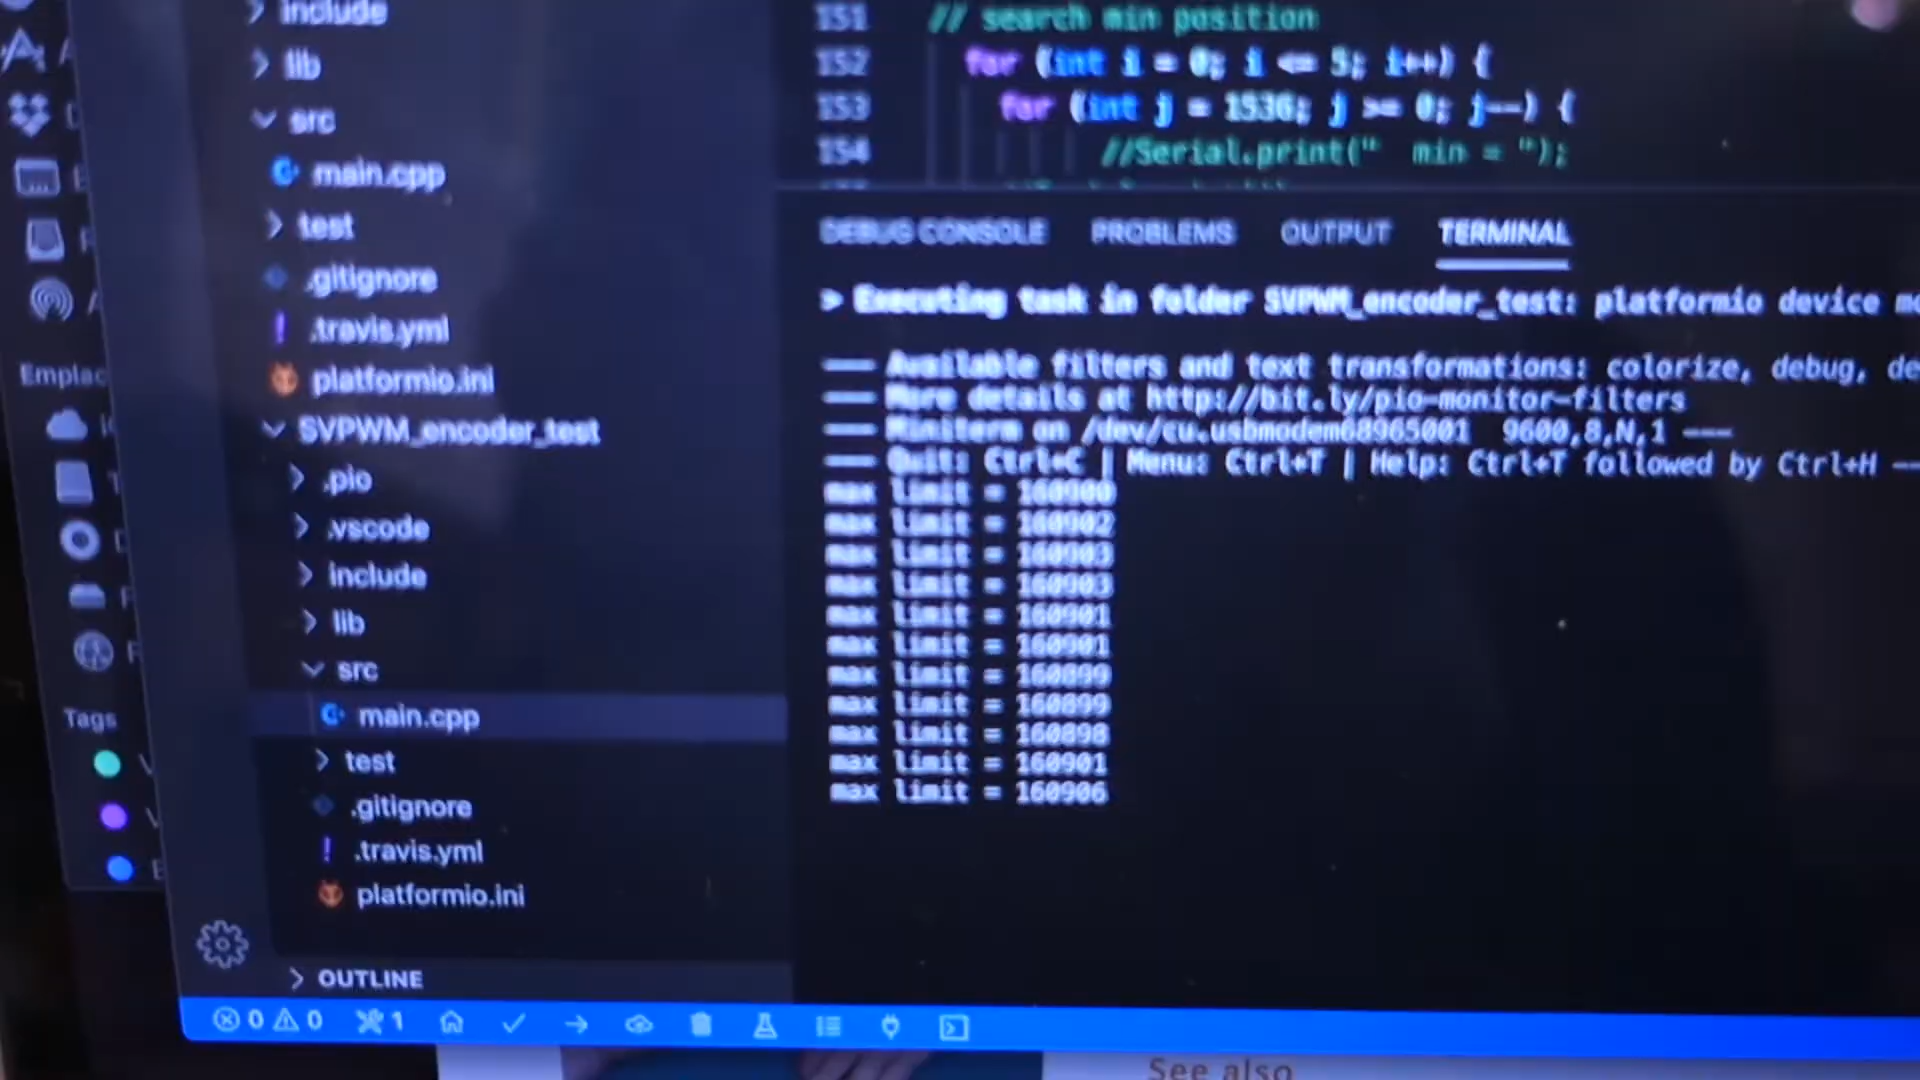 include
lib
src
main.cpp
test
.gitignore
.travis.yml
platformio.ini
SVPWM_encoder_test
.pio
.vscode
include
lib
src
main.cpp
test
.gitignore
.travis.yml
platformio.ini
OUTLINE
Emplac
Tags
151 // search min position
152 for (int i = 0; i <= 5; i++) {
153 for (int j = 1536; j >= 0; j--) {
154 //Serial.print("  min = ");
DEBUG CONSOLE PROBLEMS OUTPUT TERMINAL
> Executing task in folder SVPWM_encoder_test: platformio device mo
--- Available filters and text transformations: colorize, debug, de
--- More details at http://bit.ly/pio-monitor-filters
--- Miniterm on /dev/cu.usbmodem68965001  9600,8,N,1 ---
--- Quit: Ctrl+C | Menu: Ctrl+T | Help: Ctrl+T followed by Ctrl+H --
max limit = 160900
max limit = 160902
max limit = 160903
max limit = 160903
max limit = 160901
max limit = 160901
max limit = 160899
max limit = 160899
max limit = 160898
max limit = 160901
max limit = 160906
0 0 1
See also